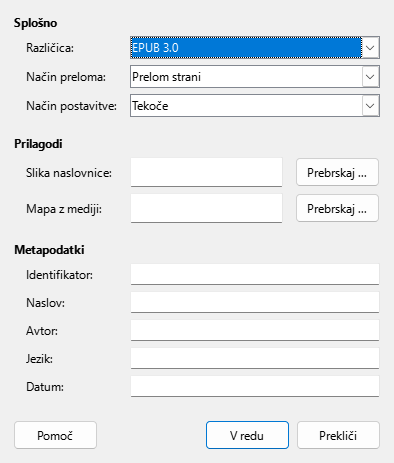 Splošno
Različica: EPUB 3.0
Način preloma: Prelom strani
Način postavitve: Tekoče
Prilagodi
Slika naslovnice: Prebrskaj ...
Mapa z mediji: Prebrskaj ...
Metapodatki
Identifikator:
Naslov:
Avtor:
Jezik:
Datum:
Pomoč V redu Prekliči